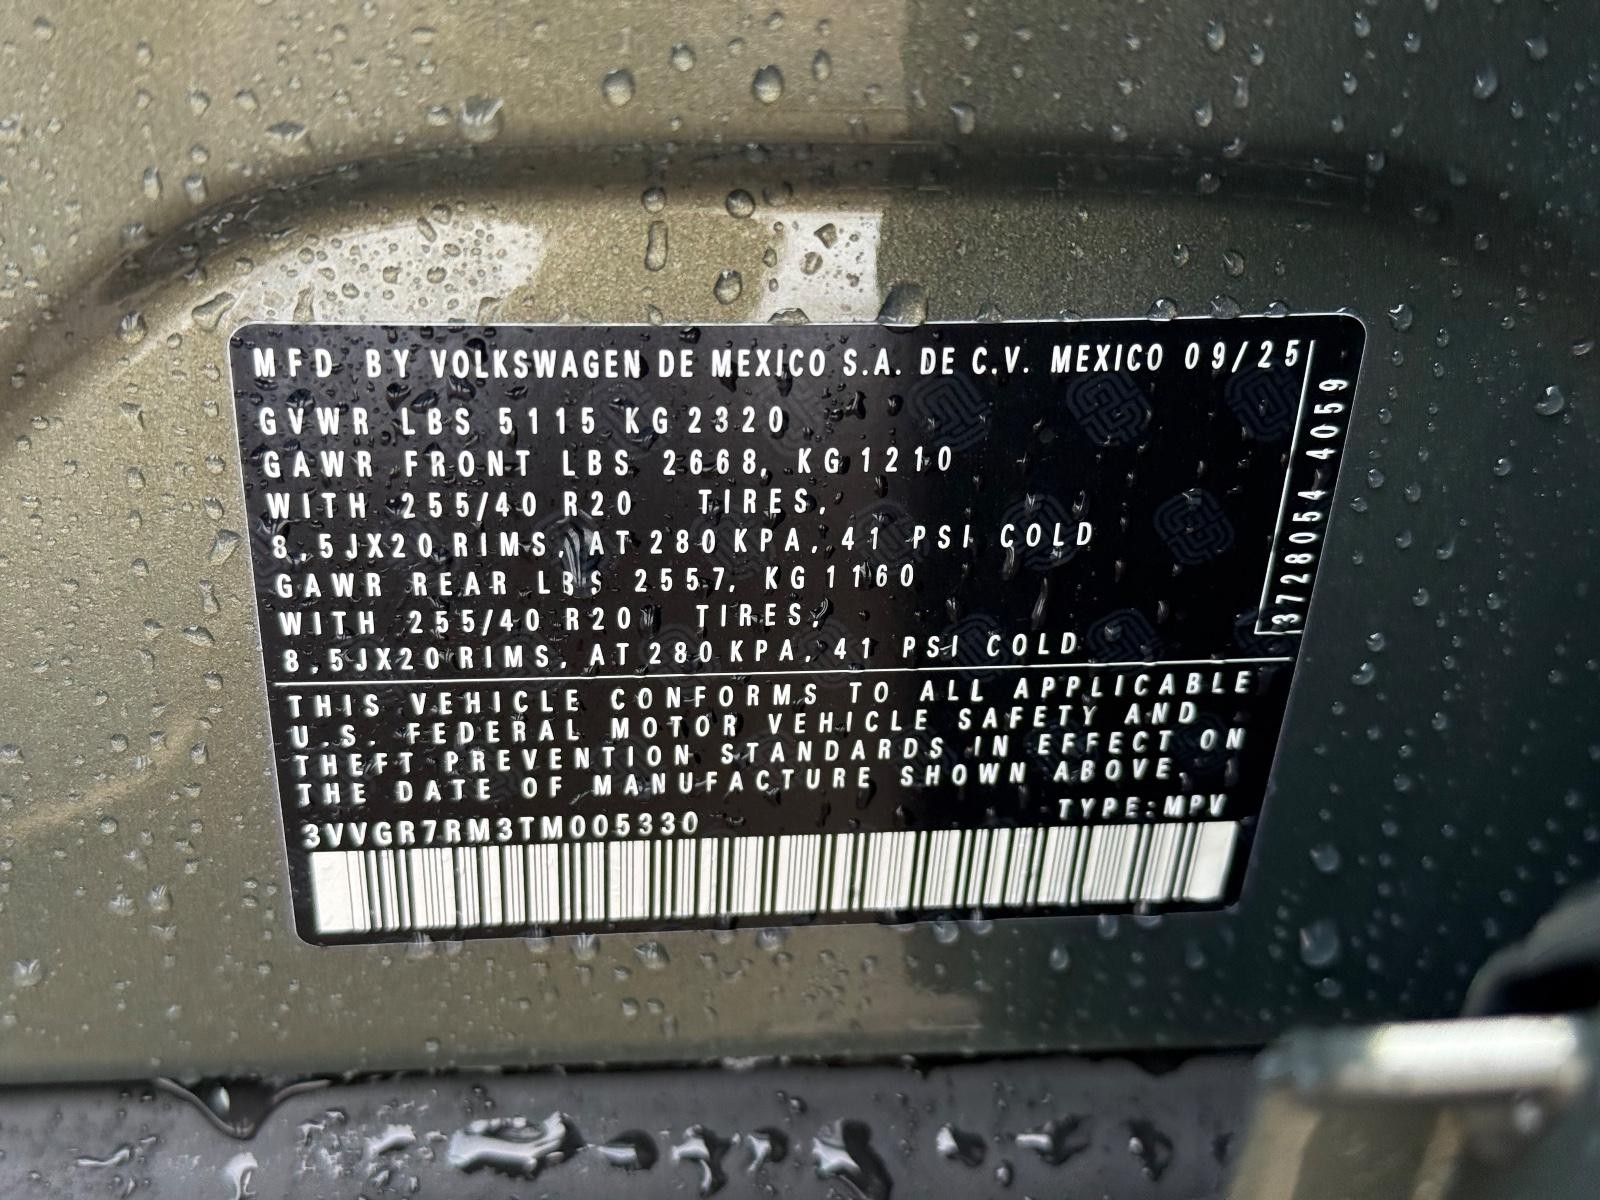 MFD BY VOLKSWAGEN DE MEXICO S.A. DE C.V. MEXICO 09/25
GVWR LBS 5115 KG 2320
GAWR FRONT LBS 2668, KG 1210
WITH 255/40 R20 TIRES,
8,5JX20 RIMS, AT 280 KPA, 41 PSI COLD
GAWR REAR LBS 2557, KG 1160
WITH 255/40 R20 TIRES,
8,5JX20 RIMS, AT 280 KPA, 41 PSI COLD
3728054 4059
THIS VEHICLE CONFORMS TO ALL APPLICABLE
U.S. FEDERAL MOTOR VEHICLE SAFETY AND
THEFT PREVENTION STANDARDS IN EFFECT ON
THE DATE OF MANUFACTURE SHOWN ABOVE.
TYPE:MPV
3VVGR7RM3TM005330